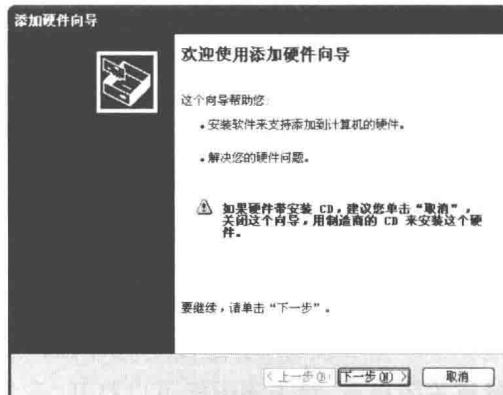 添加硬件向导
欢迎使用添加硬件向导
这个向导帮助您:
•安装软件来支持添加到计算机的硬件。
•解决您的硬件问题。
如果硬件带安装 CD，建议您单击“取消”，
关闭这个向导，用制造商的 CD 来安装这个硬
件。
要继续，请单击“下一步”。
<上一步(B) 下一步(N)> 取消